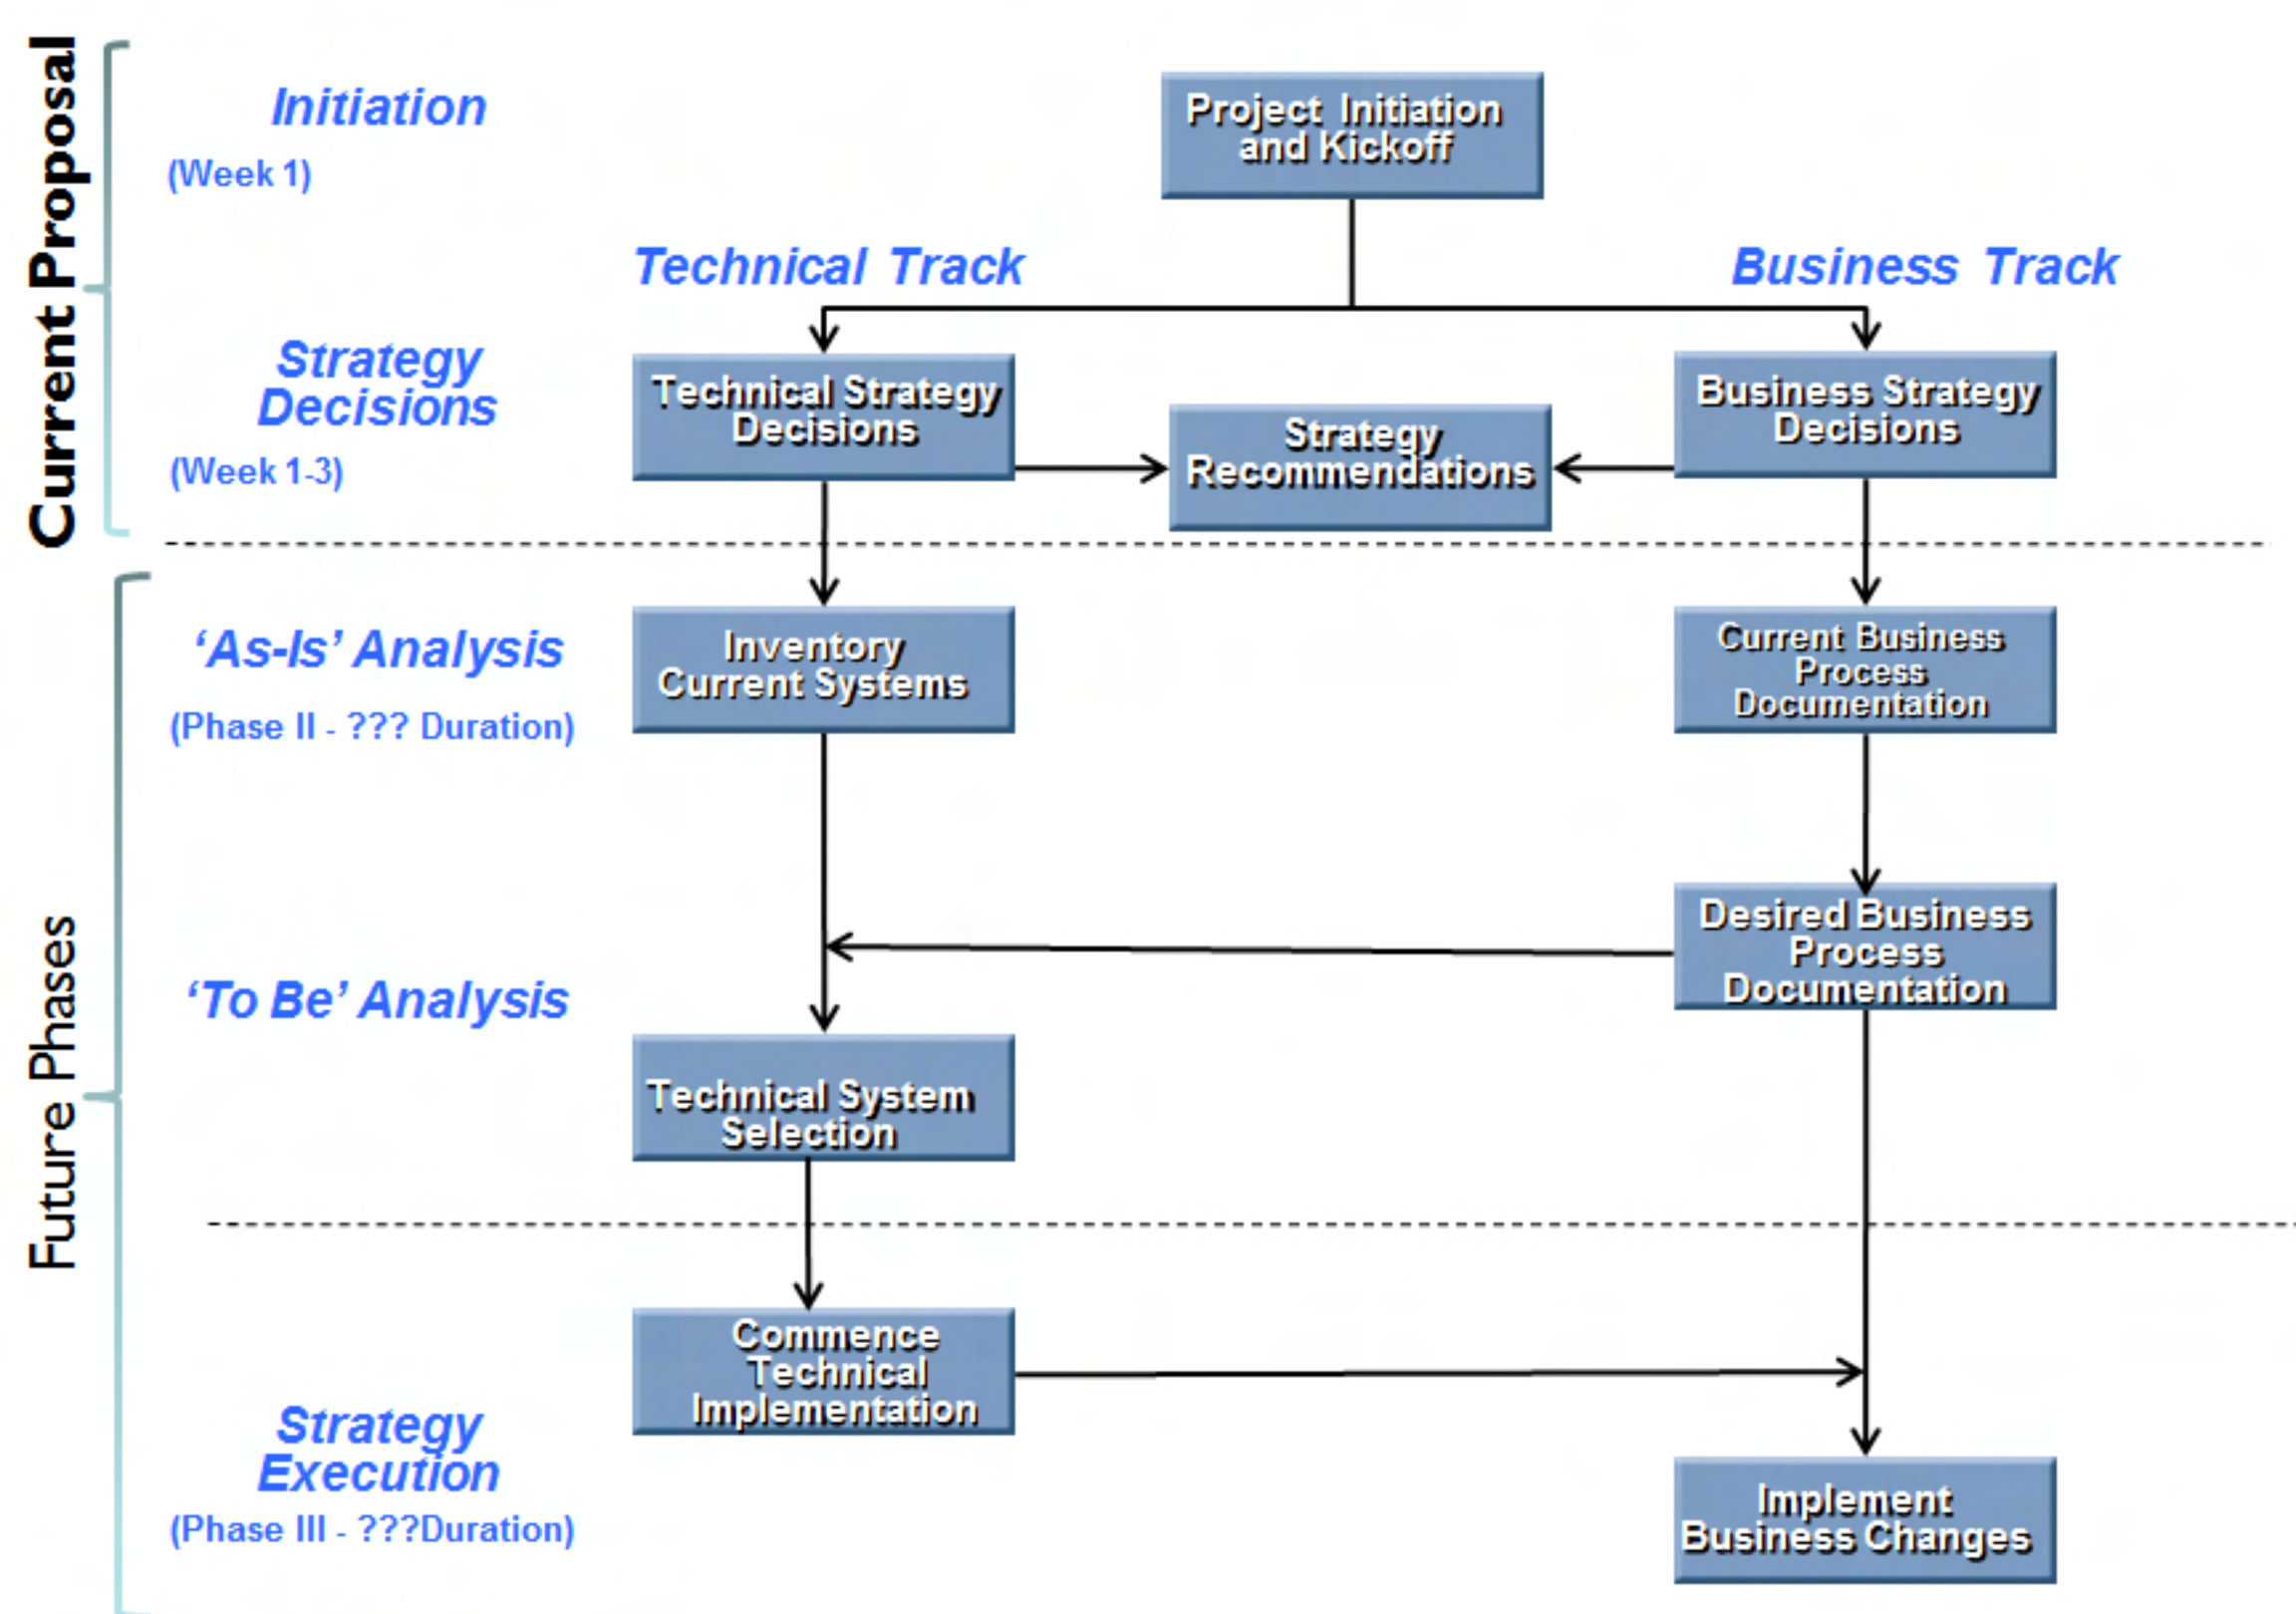 Current Proposal
Initiation
(Week 1)
Project Initiation
and Kickoff
Technical Track
Business Track
Strategy
Decisions
(Week 1-3)
Technical Strategy
Decisions
Strategy
Recommendations
Business Strategy
Decisions
Future Phases
‘As-Is’ Analysis
(Phase II - ??? Duration)
Inventory
Current Systems
Current Business
Process
Documentation
Desired Business
Process
Documentation
‘To Be’ Analysis
Technical System
Selection
Commence
Technical
Implementation
Strategy
Execution
(Phase III - ???Duration)
Implement
Business Changes